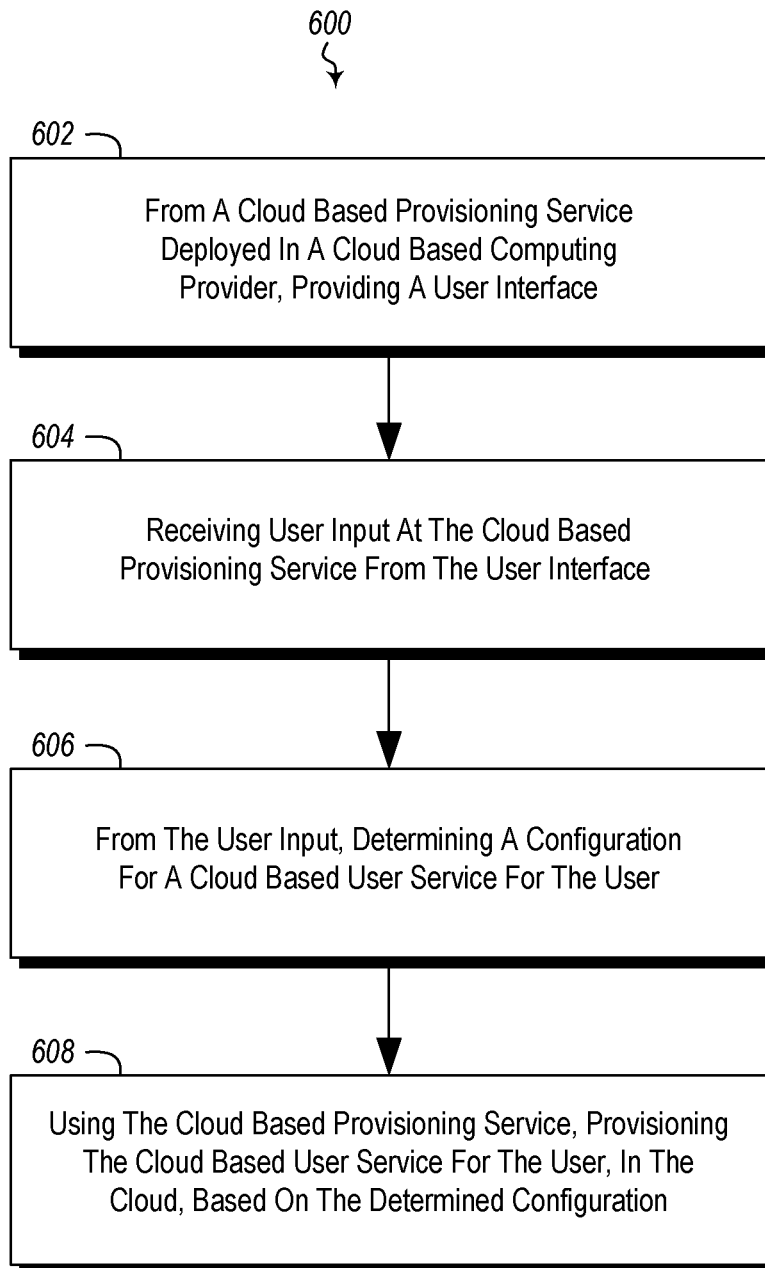 600
602
From A Cloud Based Provisioning Service
Deployed In A Cloud Based Computing
Provider, Providing A User Interface
604
Receiving User Input At The Cloud Based
Provisioning Service From The User Interface
606
From The User Input, Determining A Configuration
For A Cloud Based User Service For The User
608
Using The Cloud Based Provisioning Service, Provisioning
The Cloud Based User Service For The User, In The
Cloud, Based On The Determined Configuration